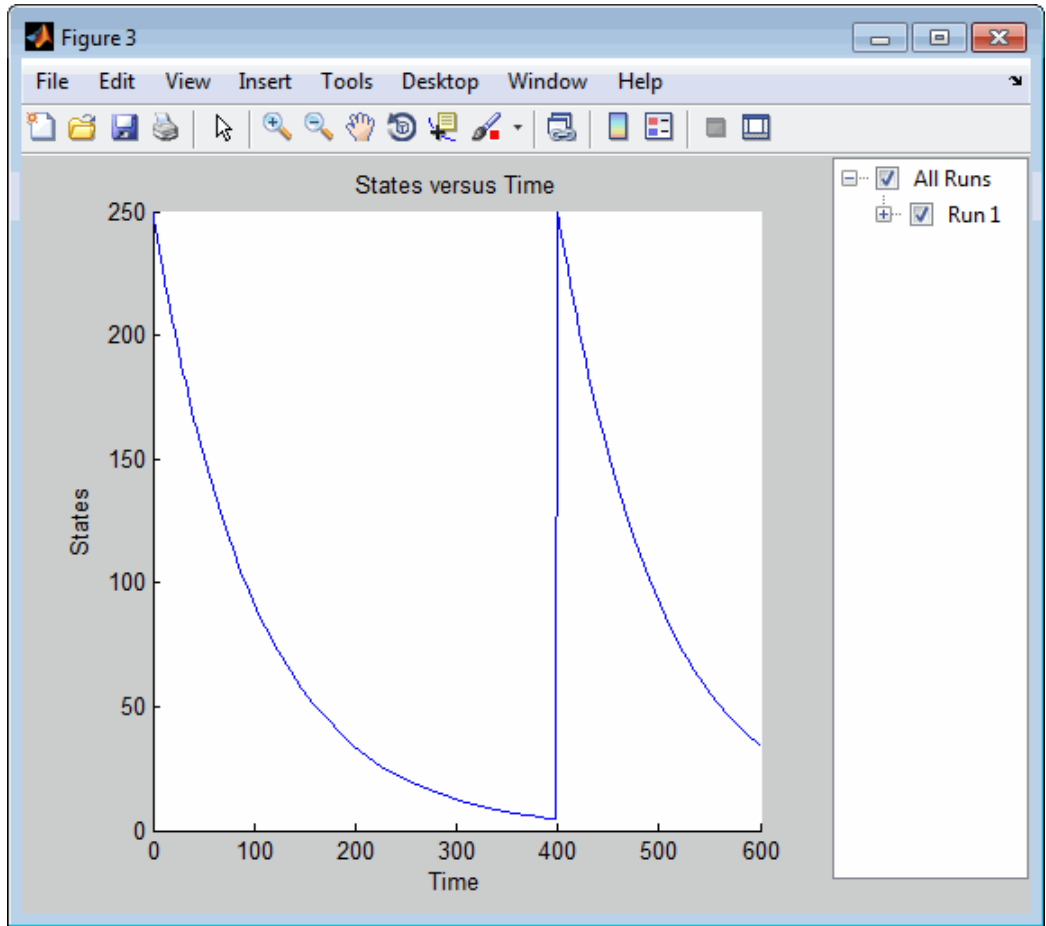 Figure 3
File Edit View Insert Tools Desktop Window Help
States versus Time
All Runs
Run 1
250
200
150
100
50
0
States
0 100 200 300 400 500 600
Time